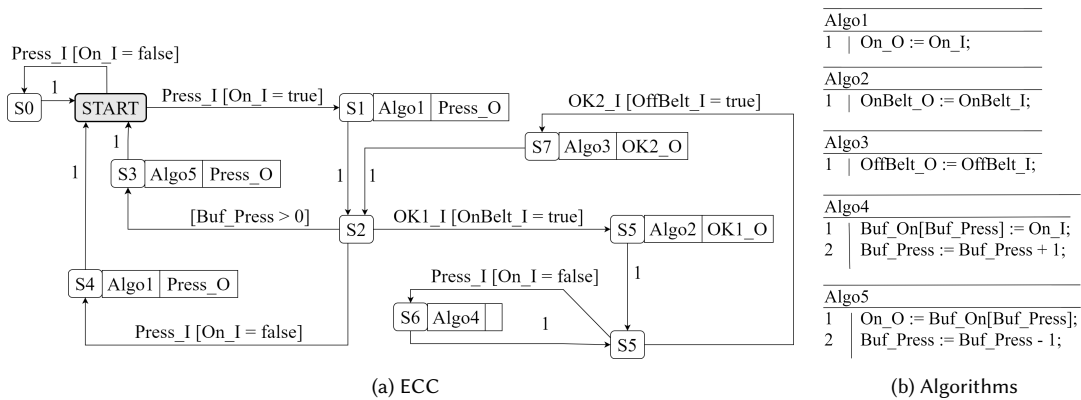 Press_I [On_I = false]
S0
1
START
Press_I [On_I = true]
S1 Algo1 Press_O
OK2_I [OffBelt_I = true]
S7 Algo3 OK2_O
1
1
S3 Algo5 Press_O
1
1
[Buf_Press > 0]
S2
OK1_I [OnBelt_I = true]
S5 Algo2 OK1_O
1
S4 Algo1 Press_O
Press_I [On_I = false]
Press_I [On_I = false]
S6 Algo4
1
S5
(a) ECC
Algo1
1 On_O := On_I;
Algo2
1 OnBelt_O := OnBelt_I;
Algo3
1 OffBelt_O := OffBelt_I;
Algo4
1 Buf_On[Buf_Press] := On_I;
2 Buf_Press := Buf_Press + 1;
Algo5
1 On_O := Buf_On[Buf_Press];
2 Buf_Press := Buf_Press - 1;
(b) Algorithms